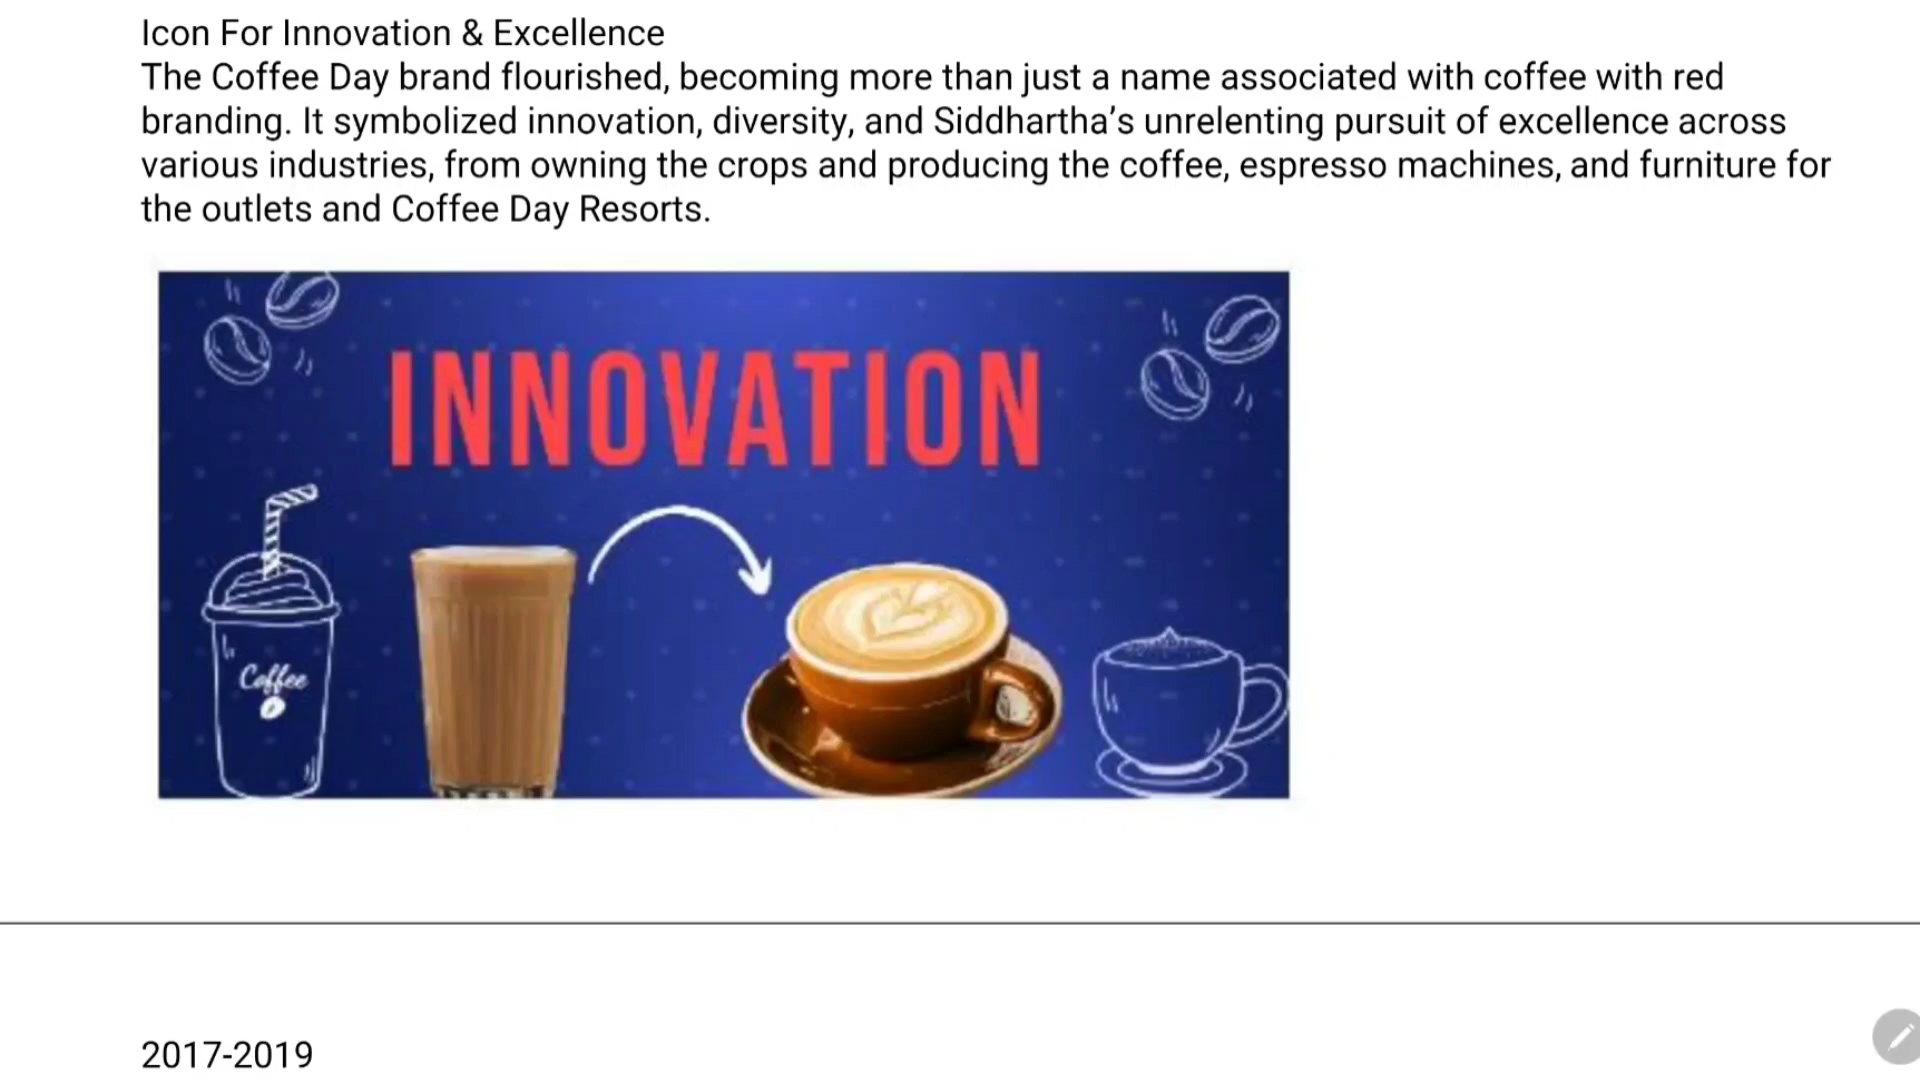 Icon For Innovation & Excellence
The Coffee Day brand flourished, becoming more than just a name associated with coffee with red
branding. It symbolized innovation, diversity, and Siddhartha’s unrelenting pursuit of excellence across
various industries, from owning the crops and producing the coffee, espresso machines, and furniture for
the outlets and Coffee Day Resorts.
INNOVATION
Coffee
2017-2019